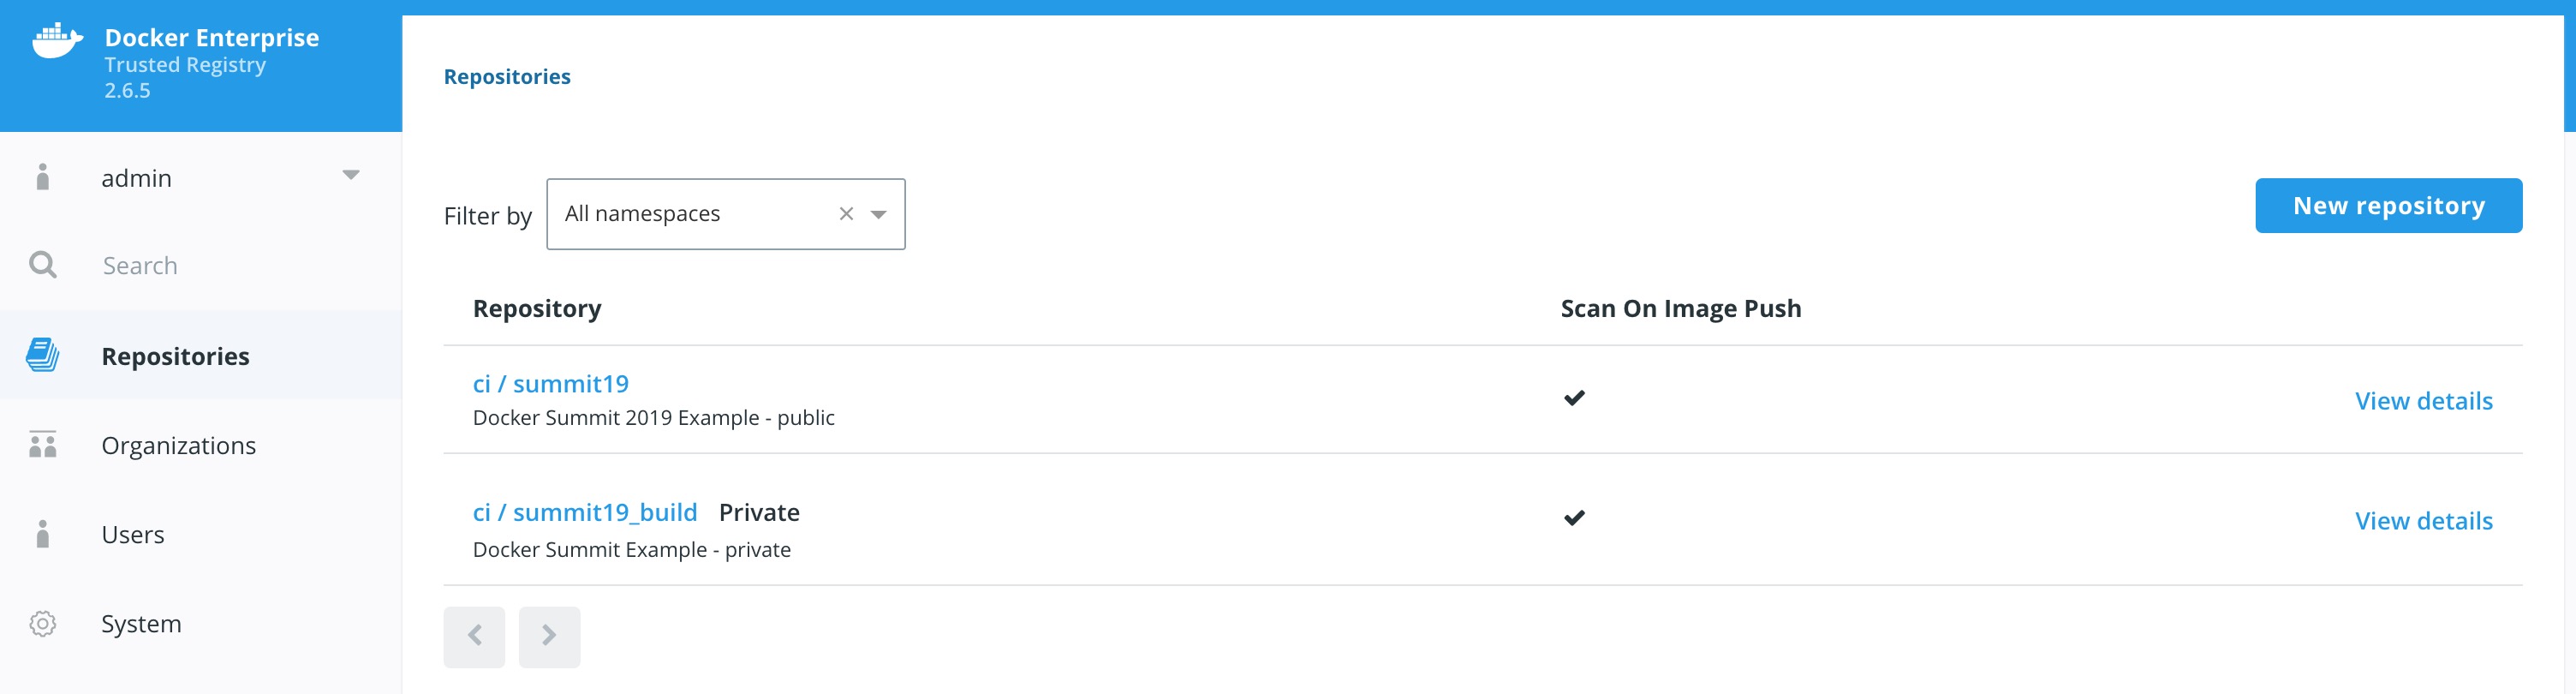 Docker Enterprise
Trusted Registry
2.6.5
admin
Search
Repositories
Organizations
Users
System
Repositories
Filter by All namespaces
New repository
Repository Scan On Image Push
ci / summit19
Docker Summit 2019 Example - public
View details
ci / summit19_build Private
Docker Summit Example - private
View details